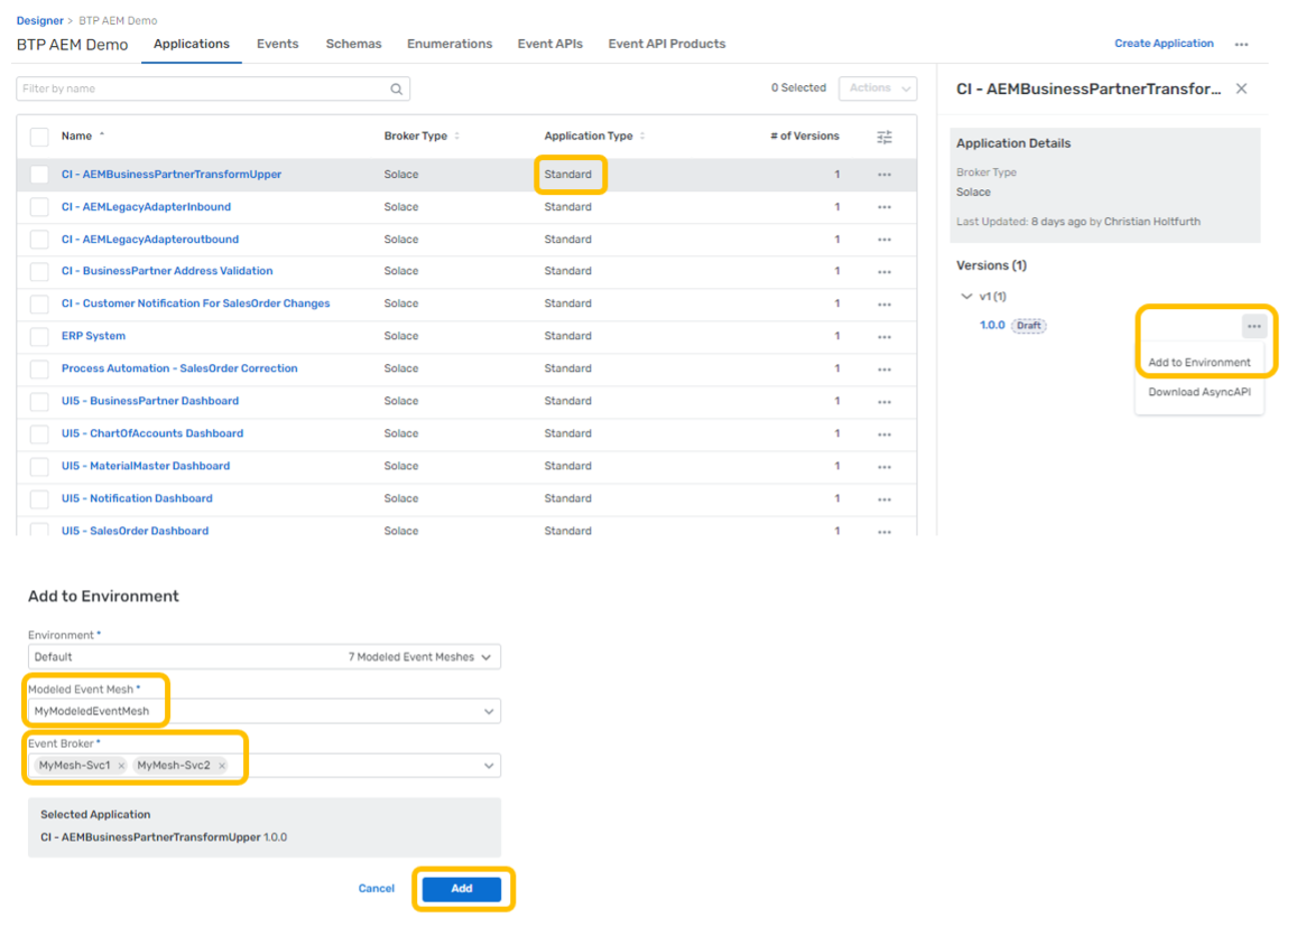 Designer > BTP AEM Demo
BTP AEM Demo Applications Events Schemas Enumerations Event APIs Event API Products Create Application ...
Filter by name 0 Selected Actions
CI - AEMBusinessPartnerTransfor...
Name Broker Type Application Type # of Versions
Application Details
Broker Type
Solace
Last Updated: 8 days ago by Christian Holtfurth
Versions (1)
v1 (1)
1.0.0 Draft ...
Add to Environment
Download AsyncAPI
CI - AEMBusinessPartnerTransformUpper Solace Standard 1 ...
CI - AEMLegacyAdapterInbound Solace Standard 1 ...
CI - AEMLegacyAdapteroutbound Solace Standard 1 ...
CI - BusinessPartner Address Validation Solace Standard 1 ...
CI - Customer Notification For SalesOrder Changes Solace Standard 1 ...
ERP System Solace Standard 1 ...
Process Automation - SalesOrder Correction Solace Standard 1 ...
UI5 - BusinessPartner Dashboard Solace Standard 1 ...
UI5 - ChartOfAccounts Dashboard Solace Standard 1 ...
UI5 - MaterialMaster Dashboard Solace Standard 1 ...
UI5 - Notification Dashboard Solace Standard 1 ...
UI5 - SalesOrder Dashboard Solace Standard 1 ...
Add to Environment
Environment *
Default 7 Modeled Event Meshes
Modeled Event Mesh *
MyModeledEventMesh
Event Broker *
MyMesh-Svc1 × MyMesh-Svc2 ×
Selected Application
CI - AEMBusinessPartnerTransformUpper 1.0.0
Cancel Add